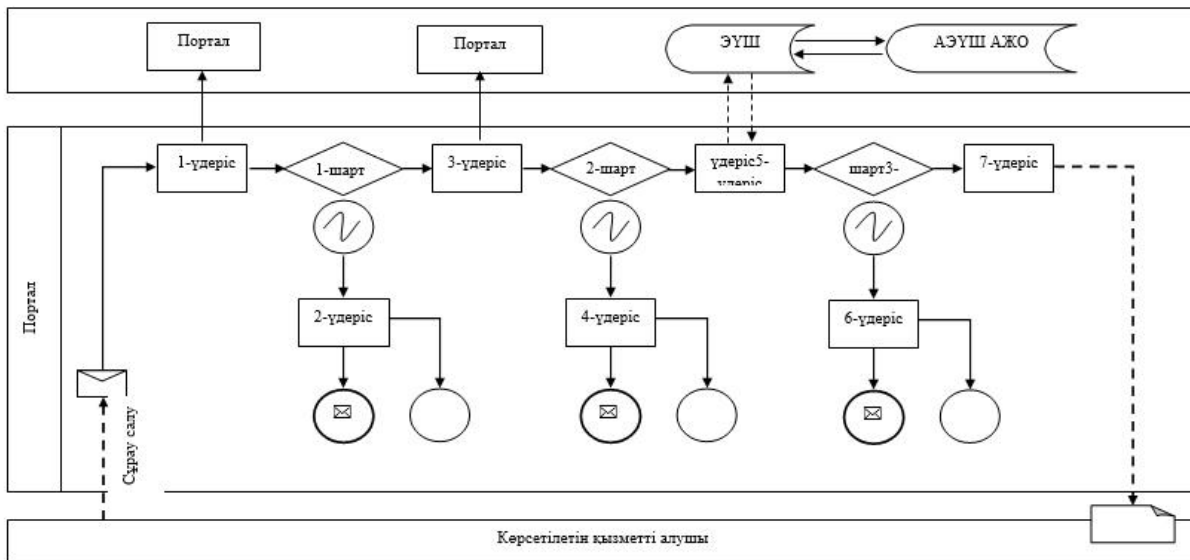 Портал
Портал
ЭҮШ
АЭҮШ АЖО
1-үдеріс
1-шарт
3-үдеріс
2-шарт
үдеріс5-
үдеріс
шарт3-
7-үдеріс
Портал
2-үдеріс
4-үдеріс
6-үдеріс
Сұрау салу
Көрсетілетін қызметті алушы